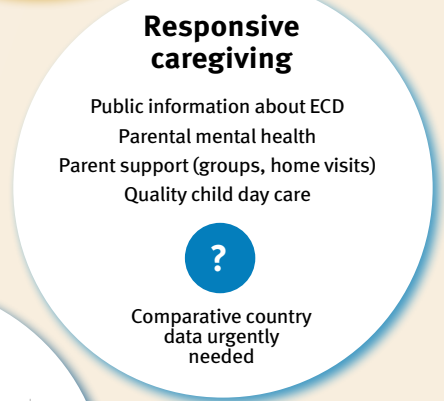 Responsive
caregiving
Public information about ECD
Parental mental health
Parent support (groups, home visits)
Quality child day care
?
Comparative country
data urgently
needed